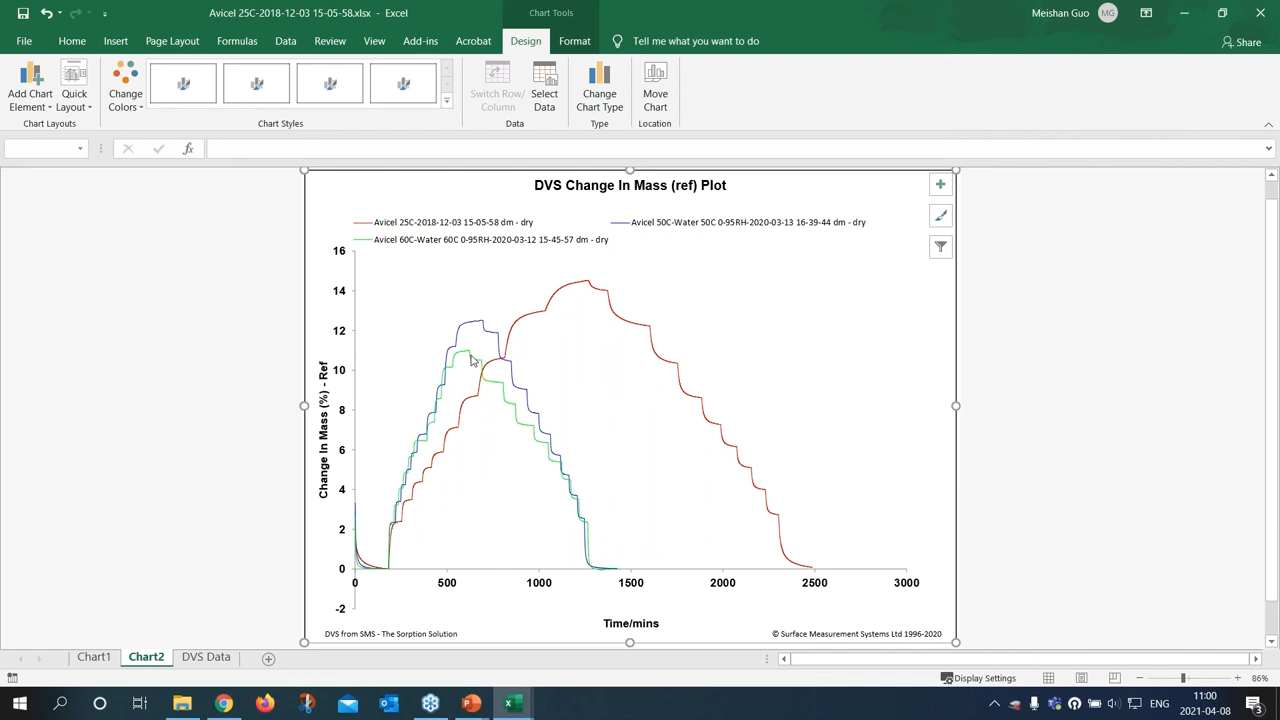 Avicel 25C-2018-12-03 15-05-58.xlsx - Excel
Chart Tools
Meishan Guo
MG
File
Home
Insert
Page Layout
Formulas
Data
Review
View
Add-ins
Acrobat
Design
Format
Tell me what you want to do
Share
Add Chart
Element
Quick
Layout
Change
Colors
Switch Row/
Column
Select
Data
Change
Chart Type
Move
Chart
Chart Layouts
Chart Styles
Data
Type
Location
fx
DVS Change In Mass (ref) Plot
Avicel 25C-2018-12-03 15-05-58 dm - dry
Avicel 50C-Water 50C 0-95RH-2020-03-13 16-39-44 dm - dry
Avicel 60C-Water 60C 0-95RH-2020-03-12 15-45-57 dm - dry
16
14
12
10
8
6
4
2
0
-2
Change In Mass (%) - Ref
0
500
1000
1500
2000
2500
3000
Time/mins
DVS from SMS - The Sorption Solution
© Surface Measurement Systems Ltd 1996-2020
Chart1
Chart2
DVS Data
Display Settings
86%
ENG
11:00
2021-04-08
3